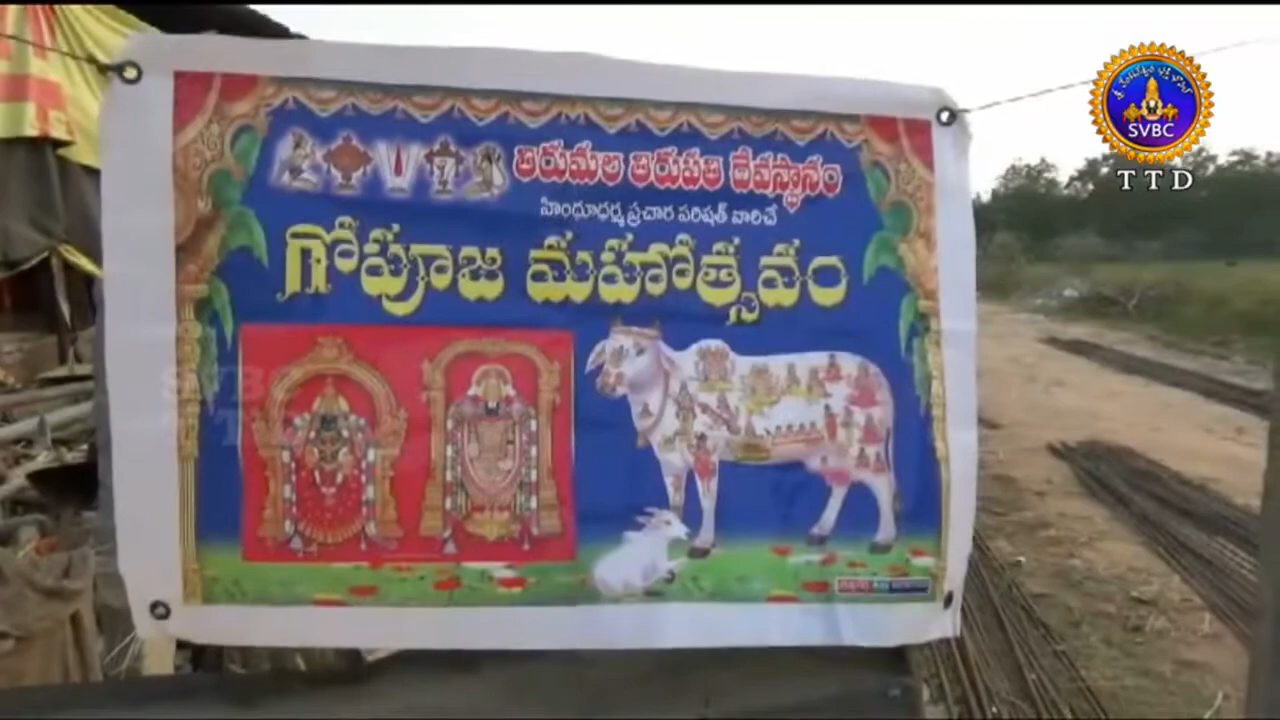 తిరుమల తిరుపతి దేవస్థానం
హిందూధర్మ ప్రచార పరిషత్ వారిచే
గోపూజ మహోత్సవం
SVBC
TTD